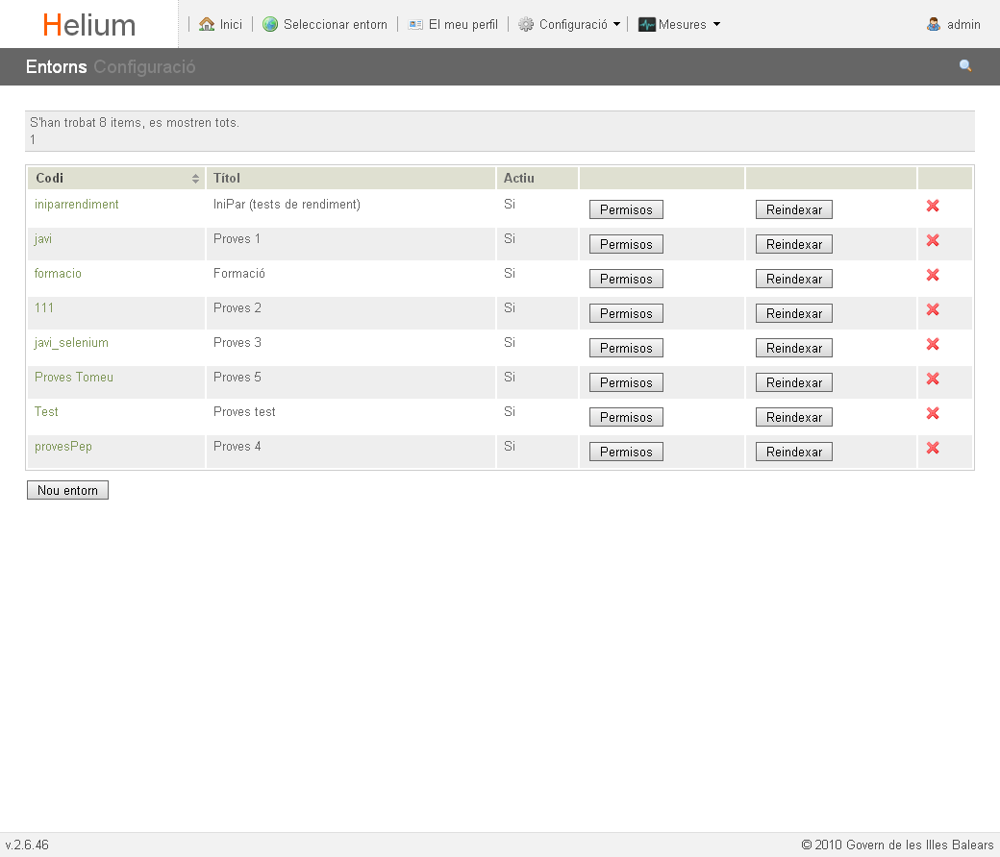 Helium
Inici Seleccionar entorn El meu perfil Configuració Mesures admin
Entorns Configuració
S'han trobat 8 items, es mostren tots.
1
Codi Títol Actiu
iniparrendiment IniPar (tests de rendiment) Si Permisos Reindexar
javi Proves 1 Si Permisos Reindexar
formacio Formació Si Permisos Reindexar
111 Proves 2 Si Permisos Reindexar
javi_selenium Proves 3 Si Permisos Reindexar
Proves Tomeu Proves 5 Si Permisos Reindexar
Test Proves test Si Permisos Reindexar
provesPep Proves 4 Si Permisos Reindexar
Nou entorn
v.2.6.46 © 2010 Govern de les Illes Balears